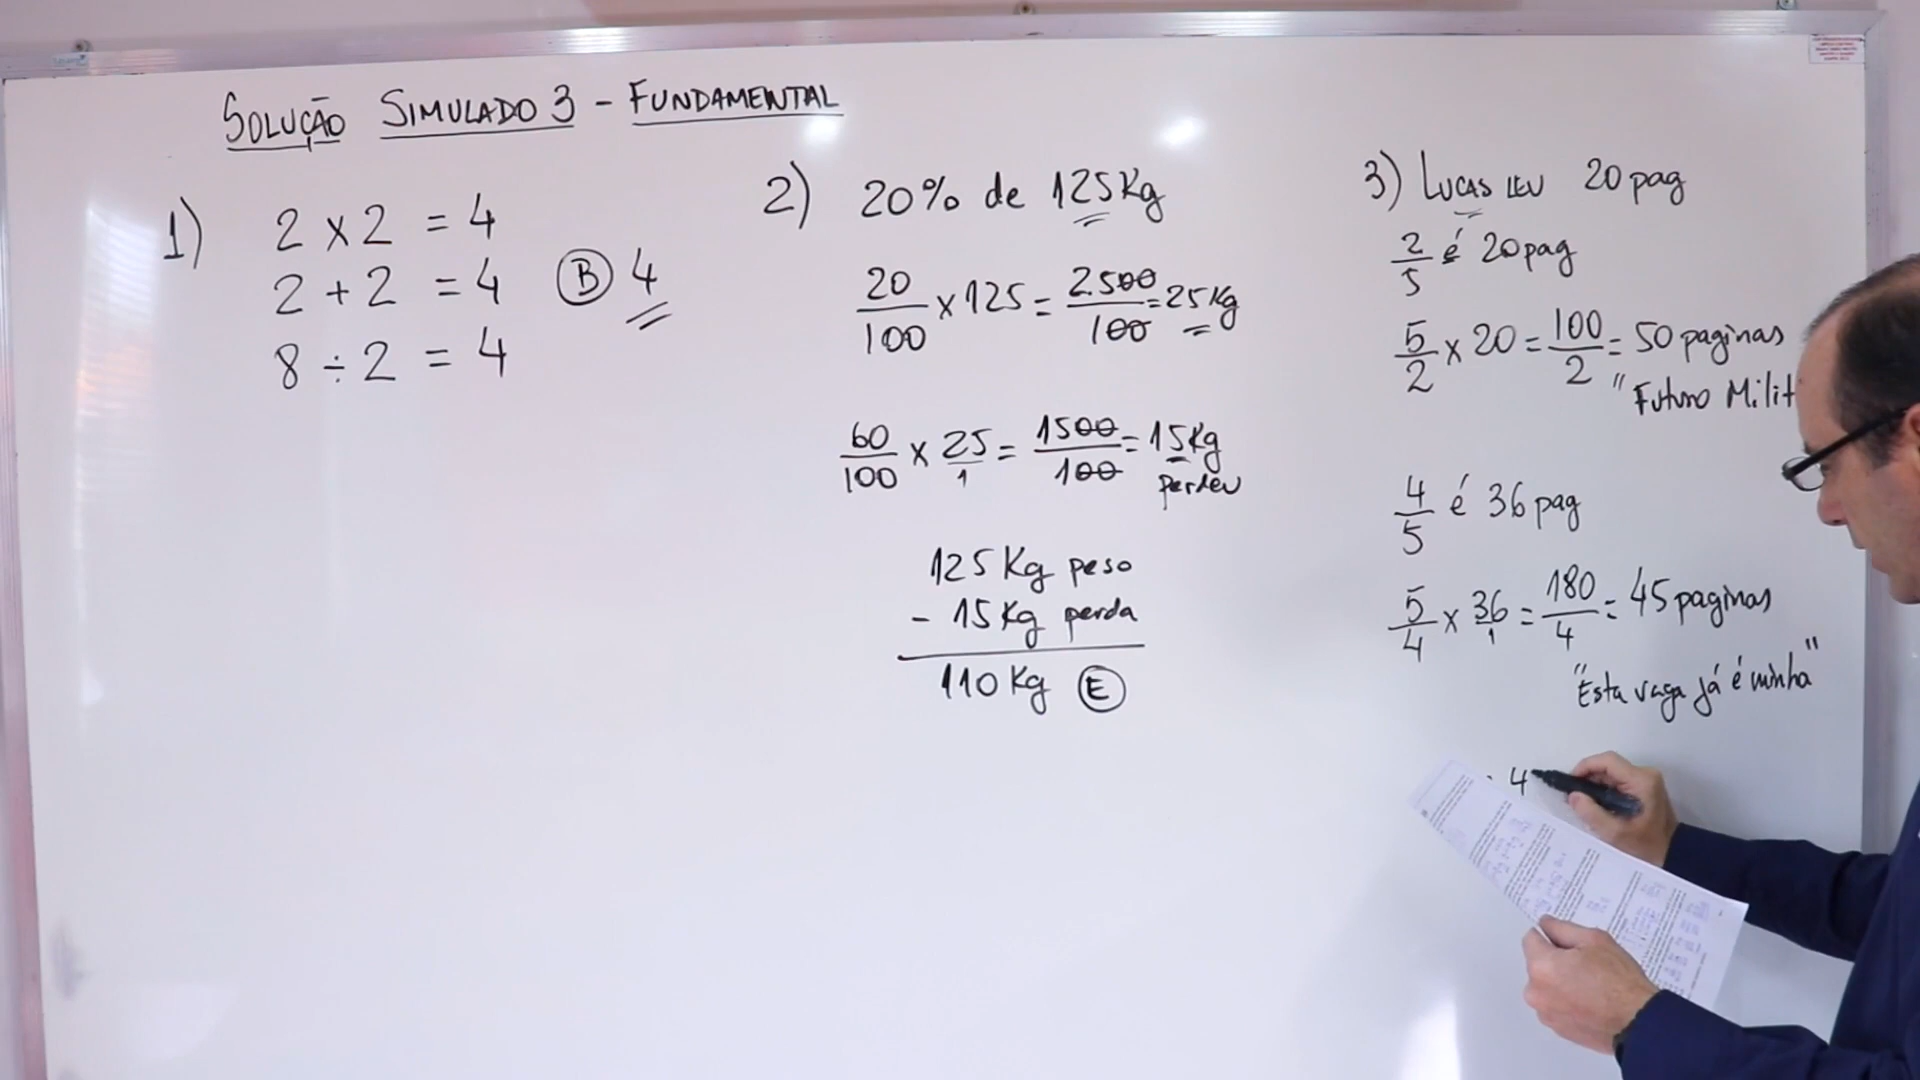 SOLUÇÃO SIMULADO 3 - FUNDAMENTAL
1) 2 x 2 = 4
2 + 2 = 4 (B) 4
8 ÷ 2 = 4
2) 20% de 125Kg
20/100 x 125 = 2500/100 = 25Kg
60/100 x 25/1 = 1500/100 = 15Kg
perdeu
125 Kg peso
- 15 Kg perda
110 Kg (E)
3) LUCAS LEU 20 pag
2/5 é 20 pag
5/2 x 20 = 100/2 = 50 paginas
"Futuro Milit
4/5 é 36 pag
5/4 x 36/1 = 180/4 = 45 paginas
"Esta vaga já é minha"
4